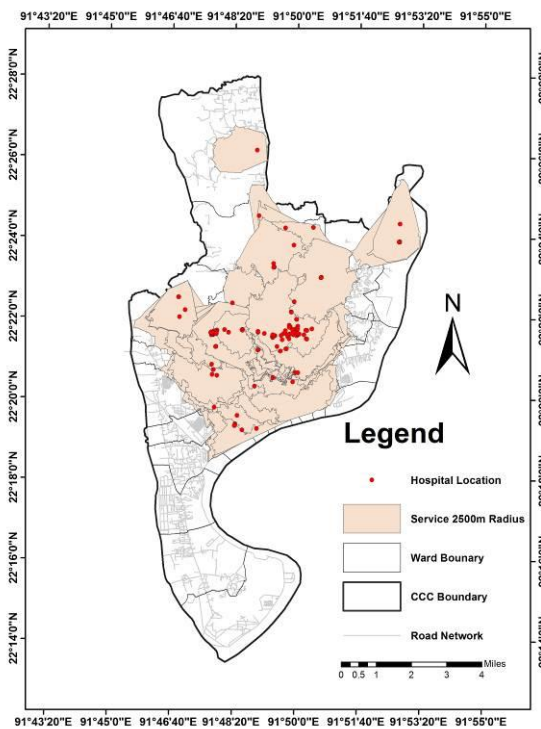 91°43'20"E 91°45'0"E 91°46'40"E 91°48'20"E 91°50'0"E 91°51'40"E 91°53'20"E 91°55'0"E
22°28'0"N
22°26'0"N
22°24'0"N
22°22'0"N
22°20'0"N
22°18'0"N
22°16'0"N
22°14'0"N
N
Legend
Hospital Location
Service 2500m Radius
Ward Bounary
CCC Boundary
Road Network
Miles
0 0.5 1 2 3 4
91°43'20"E 91°45'0"E 91°46'40"E 91°48'20"E 91°50'0"E 91°51'40"E 91°53'20"E 91°55'0"E